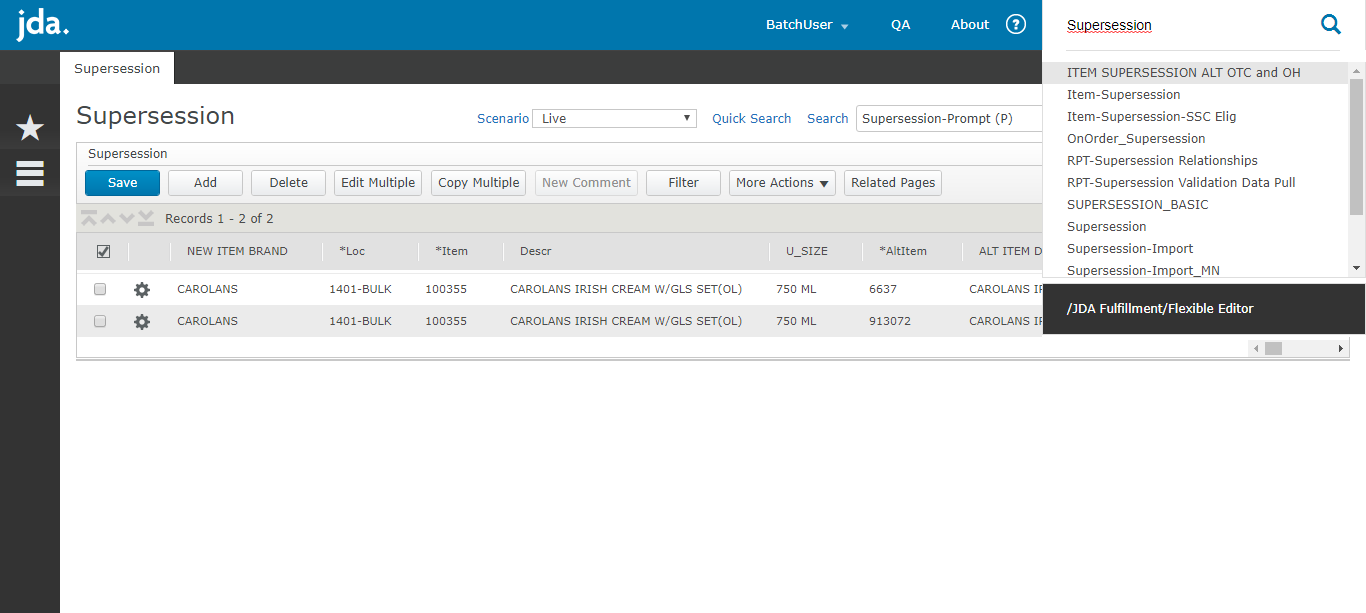 jda.
BatchUser QA About ?
Supersession
Supersession
Supersession
Scenario Live Quick Search Search Supersession-Prompt (P)
Supersession
Save Add Delete Edit Multiple Copy Multiple New Comment Filter More Actions Related Pages
Records 1 - 2 of 2
NEW ITEM BRAND *Loc *Item Descr U_SIZE *AltItem ALT ITEM D
CAROLANS 1401-BULK 100355 CAROLANS IRISH CREAM W/GLS SET(OL) 750 ML 6637 CAROLANS IF
CAROLANS 1401-BULK 100355 CAROLANS IRISH CREAM W/GLS SET(OL) 750 ML 913072 CAROLANS IF
ITEM SUPERSESSION ALT OTC and OH
Item-Supersession
Item-Supersession-SSC Elig
OnOrder_Supersession
RPT-Supersession Relationships
RPT-Supersession Validation Data Pull
SUPERSESSION_BASIC
Supersession
Supersession-Import
Supersession-Import_MN
/JDA Fulfillment/Flexible Editor